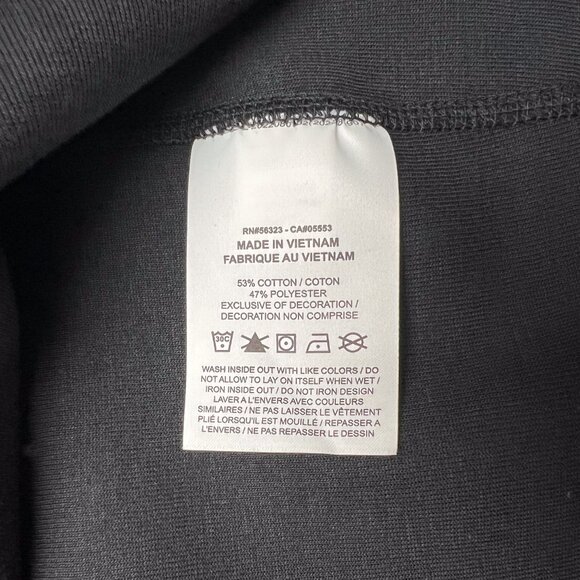 RN#56323 - CA#05553
MADE IN VIETNAM
FABRIQUE AU VIETNAM
53% COTTON / COTON
47% POLYESTER
EXCLUSIVE OF DECORATION /
DECORATION NON COMPRISE
30C
WASH INSIDE OUT WITH LIKE COLORS / DO
NOT ALLOW TO LAY ON ITSELF WHEN WET /
IRON INSIDE OUT / DO NOT IRON DESIGN
LAVER A L'ENVERS AVEC COULEURS
SIMILAIRES / NE PAS LAISSER LE VÊTEMENT
PLIÉ LORSQU'IL EST MOUILLÉ / REPASSER A
L'ENVERS / NE PAS REPASSER LE DESSIN